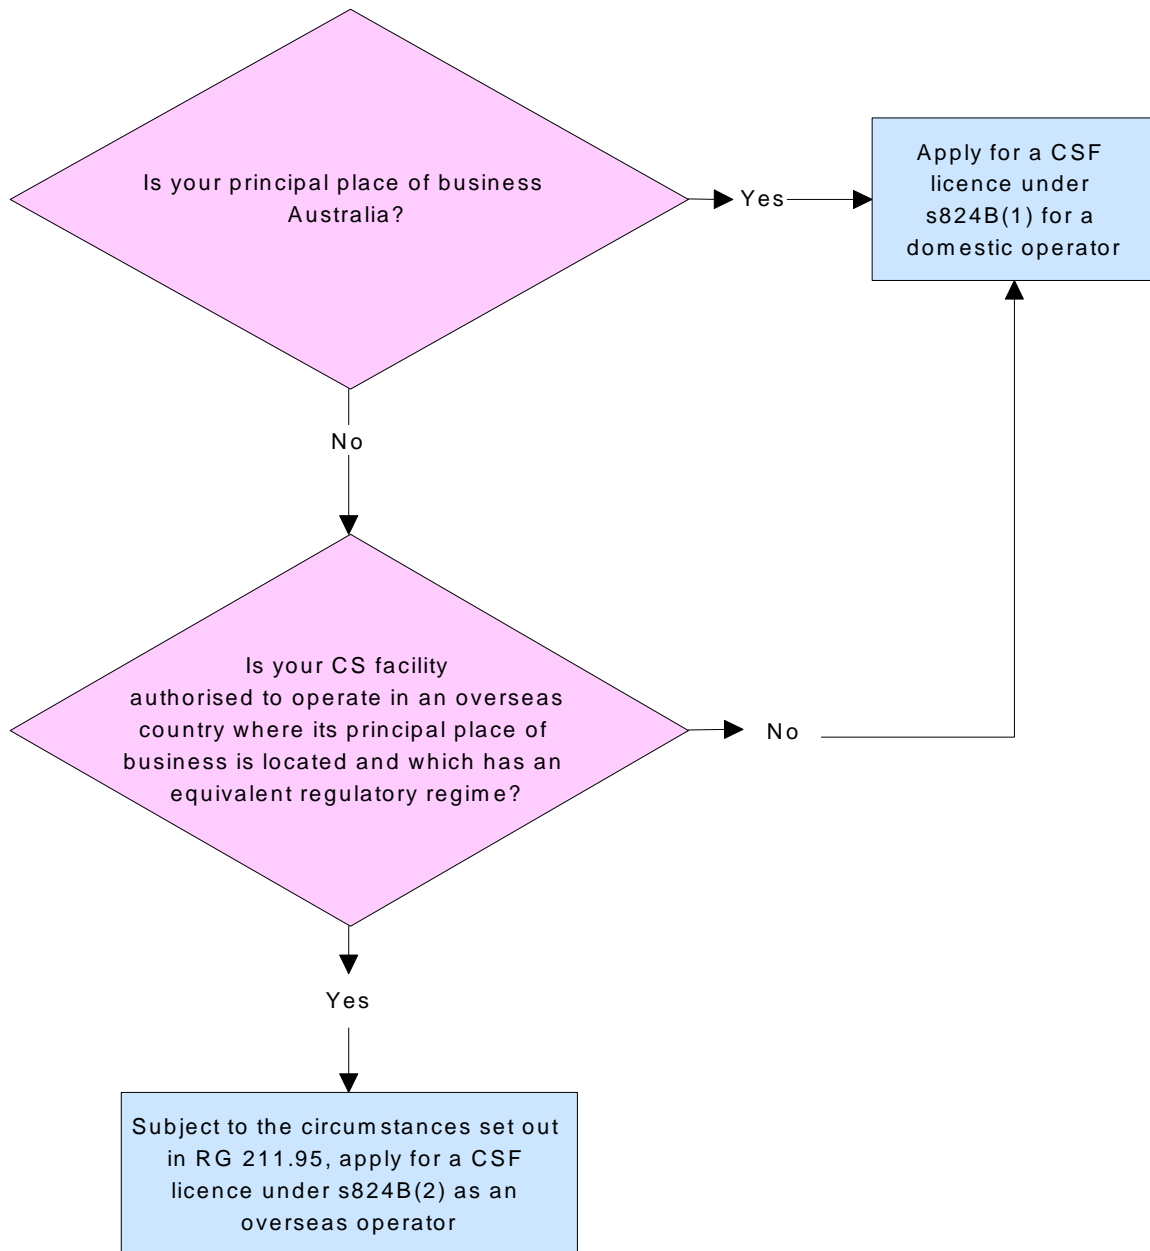 Is your principal place of business
Australia?
Yes
Apply for a CSF
licence under
s824B(1) for a
domestic operator
No
Is your CS facility
authorised to operate in an overseas
country where its principal place of
business is located and which has an
equivalent regulatory regime?
No
Yes
Subject to the circumstances set out
in RG 211.95, apply for a CSF
licence under s824B(2) as an
overseas operator